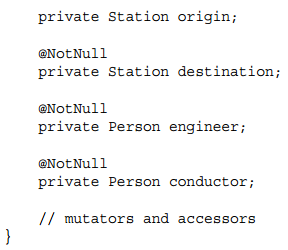 private Station origin;
@NotNull
private Station destination;
@NotNull
private Person engineer;
@NotNull
private Person conductor;
// mutators and accessors
}